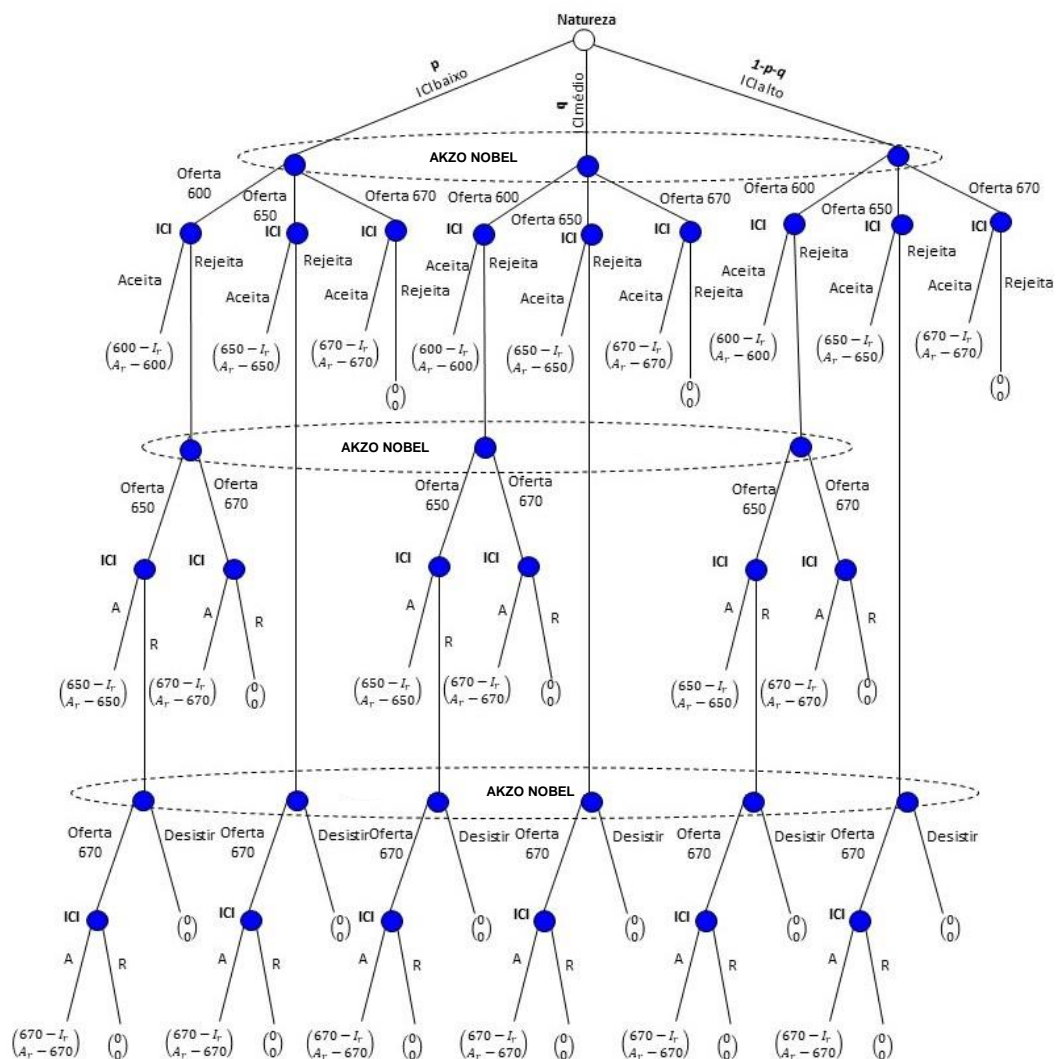 Natureza
p
ICI baixo
q
CI médio
1-p-q
ICI alto
AKZO NOBEL
Oferta 600
Oferta 650
Oferta 670
Oferta 600
Oferta 650
Oferta 670
Oferta 600
Oferta 650
Oferta 670
ICI ICI ICI ICI ICI ICI ICI ICI ICI
Aceita Rejeita Aceita Rejeita Aceita Rejeita
Aceita Rejeita Aceita Rejeita Aceita Rejeita
Aceita Rejeita Aceita Rejeita Aceita Rejeita
(600 − I_r
A_r − 600)
(650 − I_r
A_r − 650)
(670 − I_r
A_r − 670)
(0
0)
(600 − I_r
A_r − 600)
(650 − I_r
A_r − 650)
(670 − I_r
A_r − 670)
(0
0)
(600 − I_r
A_r − 600)
(650 − I_r
A_r − 650)
(670 − I_r
A_r − 670)
(0
0)
AKZO NOBEL
Oferta 650
Oferta 670
Oferta 650
Oferta 670
Oferta 650
Oferta 670
ICI ICI ICI ICI ICI ICI
A R A R A R A R A R A R
(650 − I_r
A_r − 650)
(670 − I_r
A_r − 670)
(0
0)
(650 − I_r
A_r − 650)
(670 − I_r
A_r − 670)
(0
0)
(650 − I_r
A_r − 650)
(670 − I_r
A_r − 670)
(0
0)
AKZO NOBEL
Oferta 670
Desistir
Oferta 670
Desistir
Oferta 670
Desistir
Oferta 670
Desistir
Oferta 670
Desistir
Oferta 670
Desistir
ICI (0
0)
ICI (0
0)
ICI (0
0)
ICI (0
0)
ICI (0
0)
ICI (0
0)
A R A R A R A R A R A R
(670 − I_r
A_r − 670)
(0
0)
(670 − I_r
A_r − 670)
(0
0)
(670 − I_r
A_r − 670)
(0
0)
(670 − I_r
A_r − 670)
(0
0)
(670 − I_r
A_r − 670)
(0
0)
(670 − I_r
A_r − 670)
(0
0)